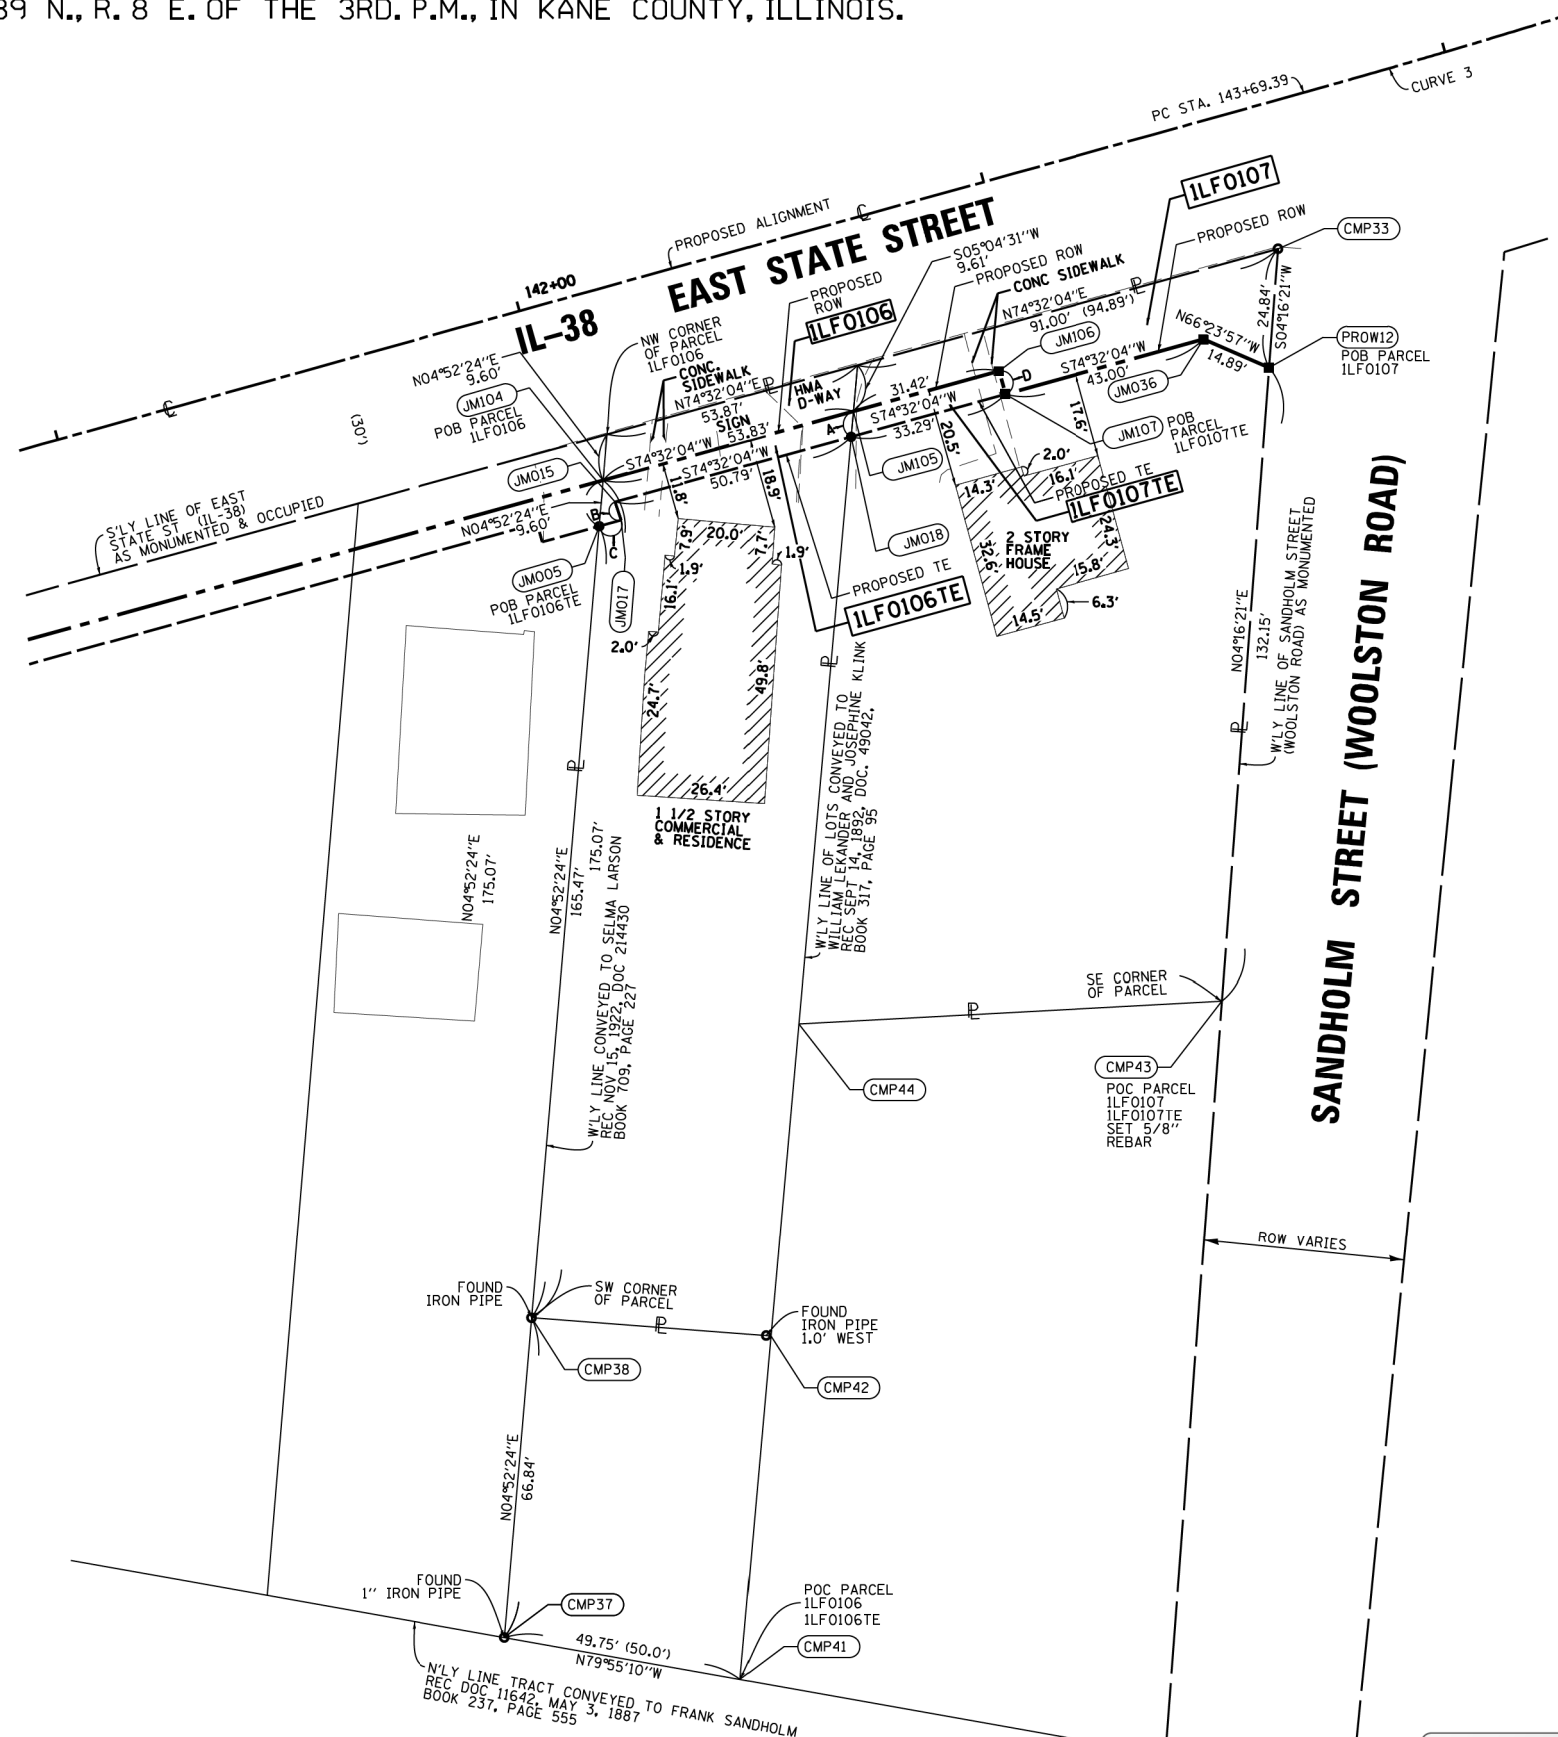 39 N., R. 8 E. OF THE 3RD. P.M., IN KANE COUNTY, ILLINOIS.
PC STA. 143+69.39
CURVE 3
1LF0107
PROPOSED ROW
CMP33
PROPOSED ALIGNMENT
EAST STATE STREET
IL-38
142+00
S05°04'31"W
9.61'
PROPOSED ROW
CONC SIDEWALK
PROPOSED
ROW
1LF0106
N74°32'04"E
91.00' (94.89')
JM106
24.84'
S04°16'21"W
N66°23'57"W
14.89'
PROW12
POB PARCEL
1LF0107
NW CORNER
OF PARCEL
1LF0106
CONC.
SIDEWALK
N04°52'24"E
9.60'
JM104
POB PARCEL
1LF0106
(30')
N74°32'04"E
53.87'
SIGN
53.83'
HMA
D-WAY
31.42'
S74°32'04"W
33.29'
A
D
S74°32'04"W
43.00'
JM036
JM107
POB
PARCEL
1LF0107TE
17.6'
20.5'
2.0'
16.1'
14.3'
PROPOSED TE
1LF0107TE
JM105
JM018
S74°32'04"W
S74°32'04"W
50.79'
JM015
11.8'
18.9'
S'LY LINE OF EAST
STATE ST (IL-38)
AS MONUMENTED & OCCUPIED
N04°52'24"E
9.60'
B
C
JM005
POB PARCEL
1LF0106TE
JM017
7.9'
20.0'
7.7'
1.9'
1.9'
16.1'
2.0'
24.7'
49.8'
26.4'
1 1/2 STORY
COMMERCIAL
& RESIDENCE
PROPOSED TE
1LF0106TE
32.6'
2 STORY
FRAME
HOUSE
24.3'
15.8'
6.3'
14.5'
N04°16'21"E
132.15'
W'LY LINE OF SANDHOLM STREET
(WOOLSTON ROAD) AS MONUMENTED
SANDHOLM STREET (WOOLSTON ROAD)
N04°52'24"E
175.07'
N04°52'24"E
165.47'
175.07'
W'LY LINE CONVEYED TO SELMA LARSON
REC NOV 15, 1922, DOC 214430
BOOK 709, PAGE 227
W'LY LINE OF LOTS CONVEYED TO
WILLIAM LEKANDER AND JOSEPHINE KLINK
REC SEPT 14, 1892, DOC. 49042,
BOOK 317, PAGE 95
SE CORNER
OF PARCEL
CMP44
CMP43
POC PARCEL
1LF0107
1LF0107TE
SET 5/8"
REBAR
ROW VARIES
FOUND
IRON PIPE
SW CORNER
OF PARCEL
CMP38
FOUND
IRON PIPE
1.0' WEST
CMP42
N04°52'24"E
66.84'
FOUND
1" IRON PIPE
CMP37
POC PARCEL
1LF0106
1LF0106TE
CMP41
49.75' (50.0')
N79°55'10"W
N'LY LINE TRACT CONVEYED TO FRANK SANDHOLM
REC DOC 11642, MAY 3, 1887
BOOK 237, PAGE 555